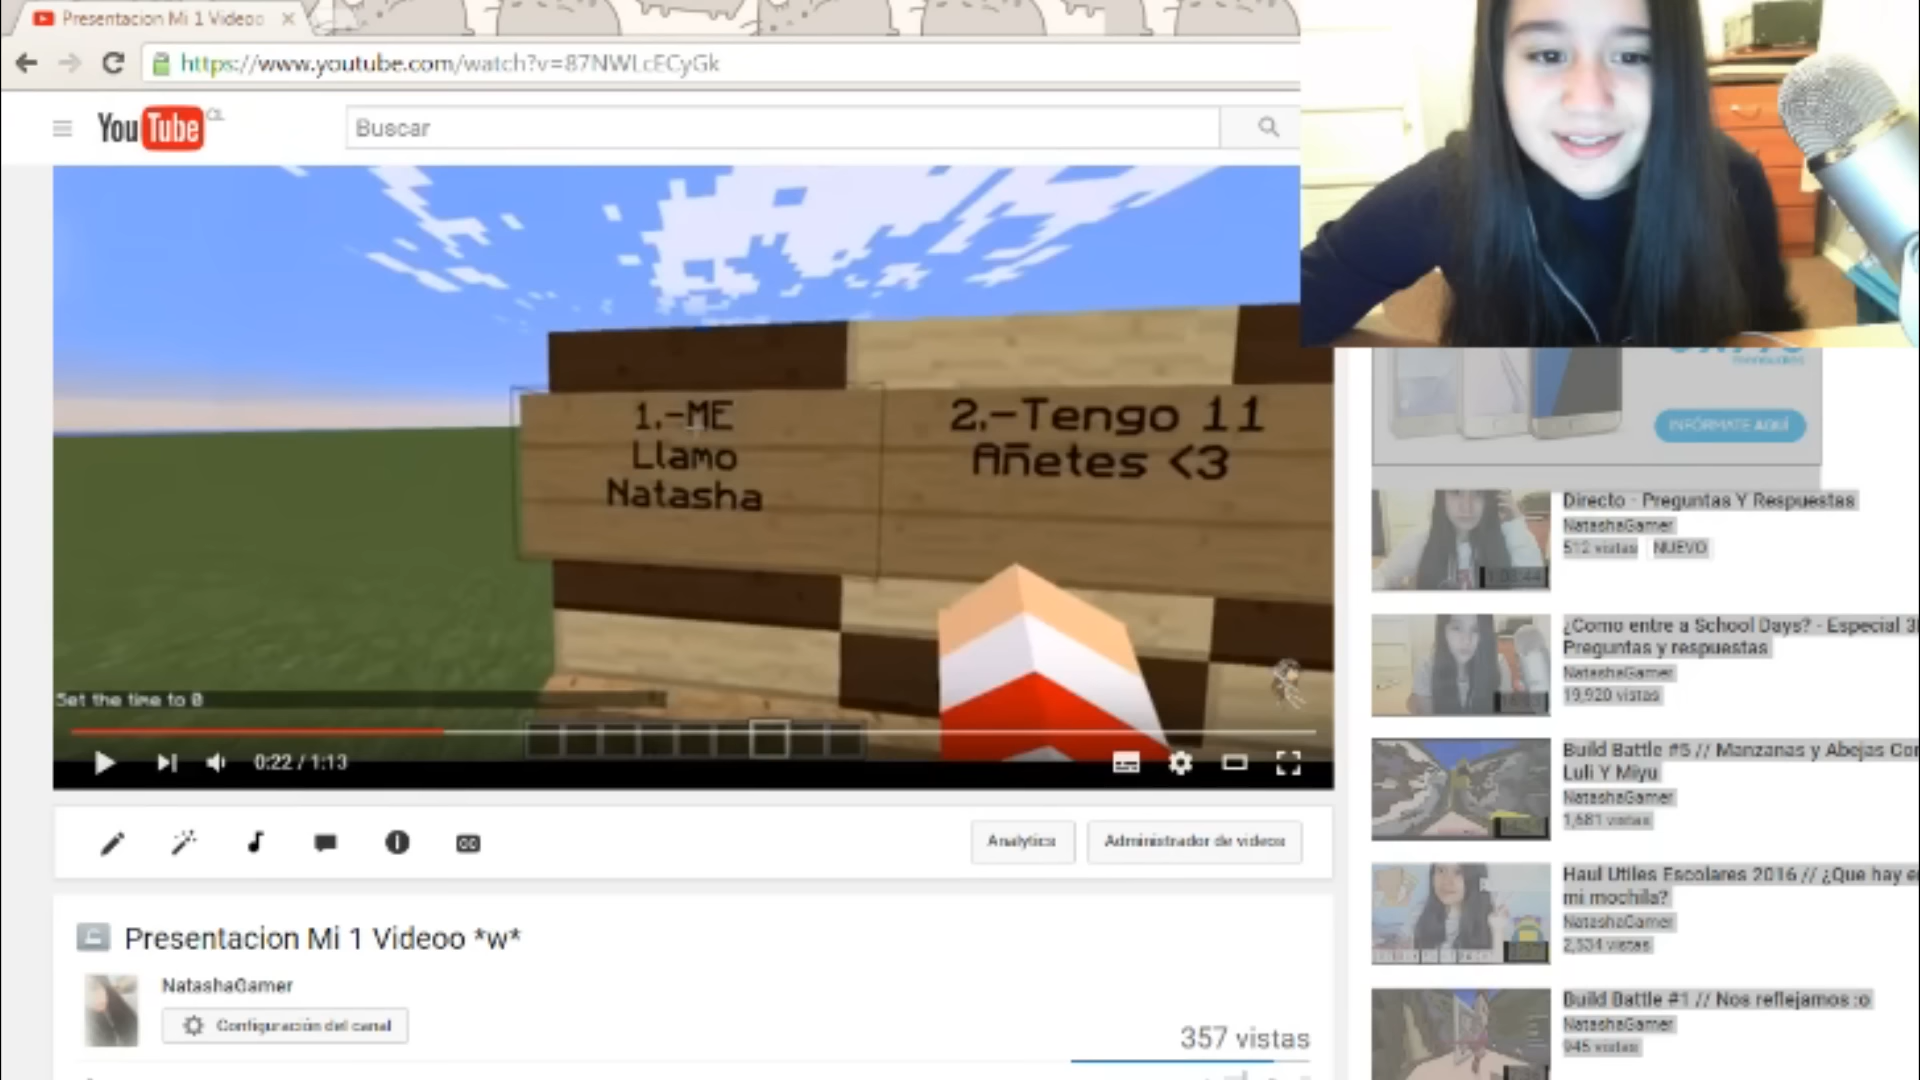 Presentacion Mi 1 Videoo
https://www.youtube.com/watch?v=87NWLcECyGk
YouTube CL
Buscar
1.-ME
Llamo
Natasha
2.-Tengo 11
Añetes <3
Set the time to 0
0:22 / 1:13
Analytics
Administrador de videos
Presentacion Mi 1 Videoo *w*
NatashaGamer
Configuración del canal
357 vistas
INFÓRMATE AQUÍ
Directo - Preguntas Y Respuestas
NatashaGamer
512 vistas NUEVO
¿Como entre a School Days? - Especial
Preguntas y respuestas
NatashaGamer
19,920 vistas
Build Battle #5 // Manzanas y Abejas
Luli Y Miyu
NatashaGamer
1,681 vistas
Haul Utiles Escolares 2016 // ¿Que hay
mi mochila?
NatashaGamer
2,534 vistas
Build Battle #1 // Nos reflejamos :o
NatashaGamer
945 vistas